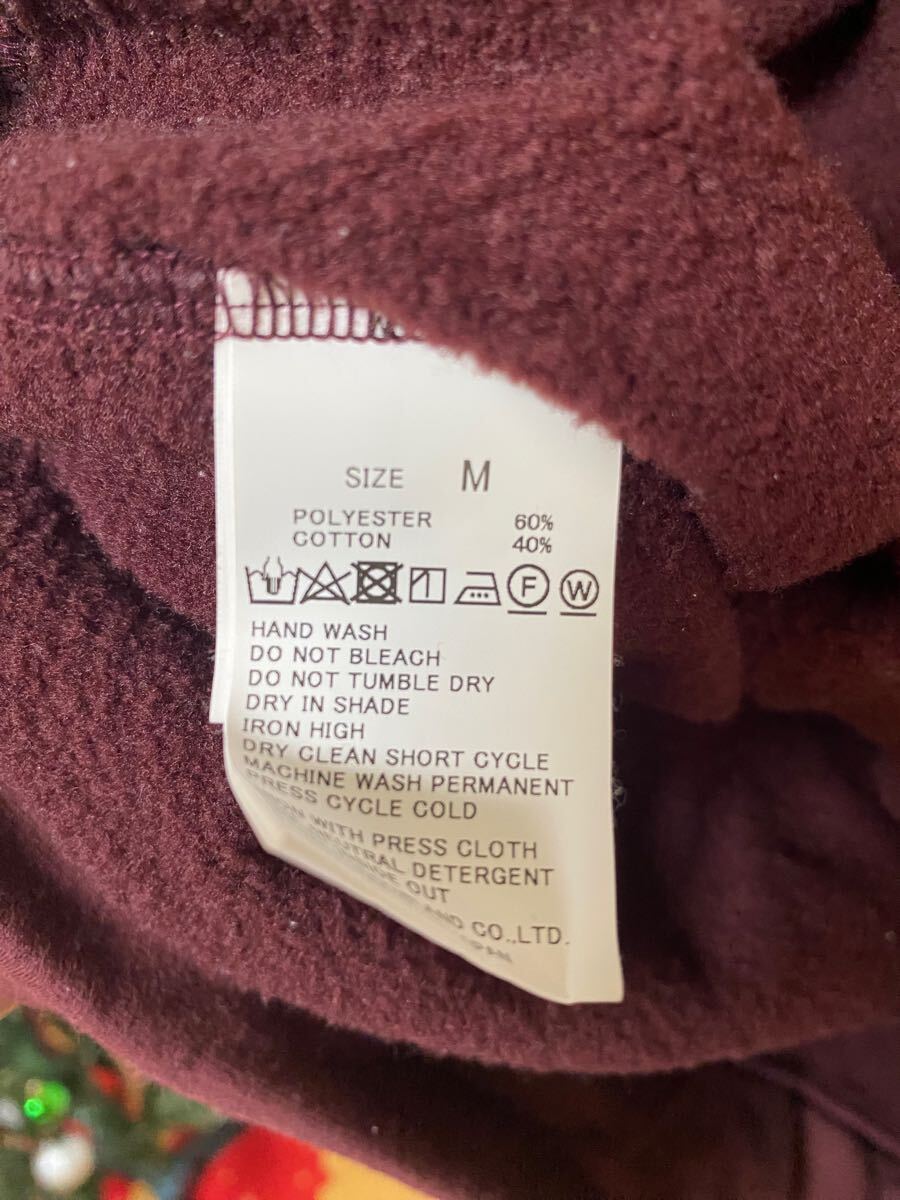 SIZE M
POLYESTER 60%
COTTON 40%
F W
HAND WASH
DO NOT BLEACH
DO NOT TUMBLE DRY
DRY IN SHADE
IRON HIGH
DRY CLEAN SHORT CYCLE
MACHINE WASH PERMANENT
PRESS CYCLE COLD
IRON WITH PRESS CLOTH
NEUTRAL DETERGENT
OUT
CO.,LTD.